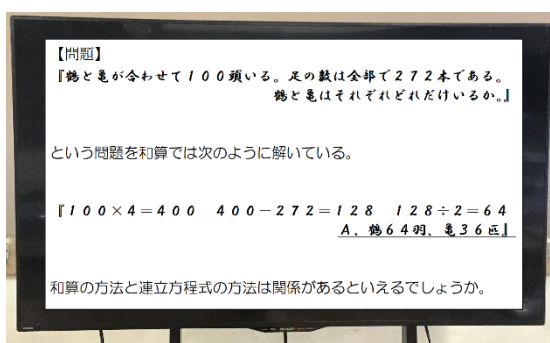 【問題】
『鶴と亀が合わせて１００頭いる。足の数は全部で２７２本である。
鶴と亀はそれぞれどれだけいるか。』
という問題を和算では次のように解いている。
『１００×４＝４００　４００－２７２＝１２８　１２８÷２＝６４
A、鶴６４羽、亀３６匹』
和算の方法と連立方程式の方法は関係があるといえるでしょうか。